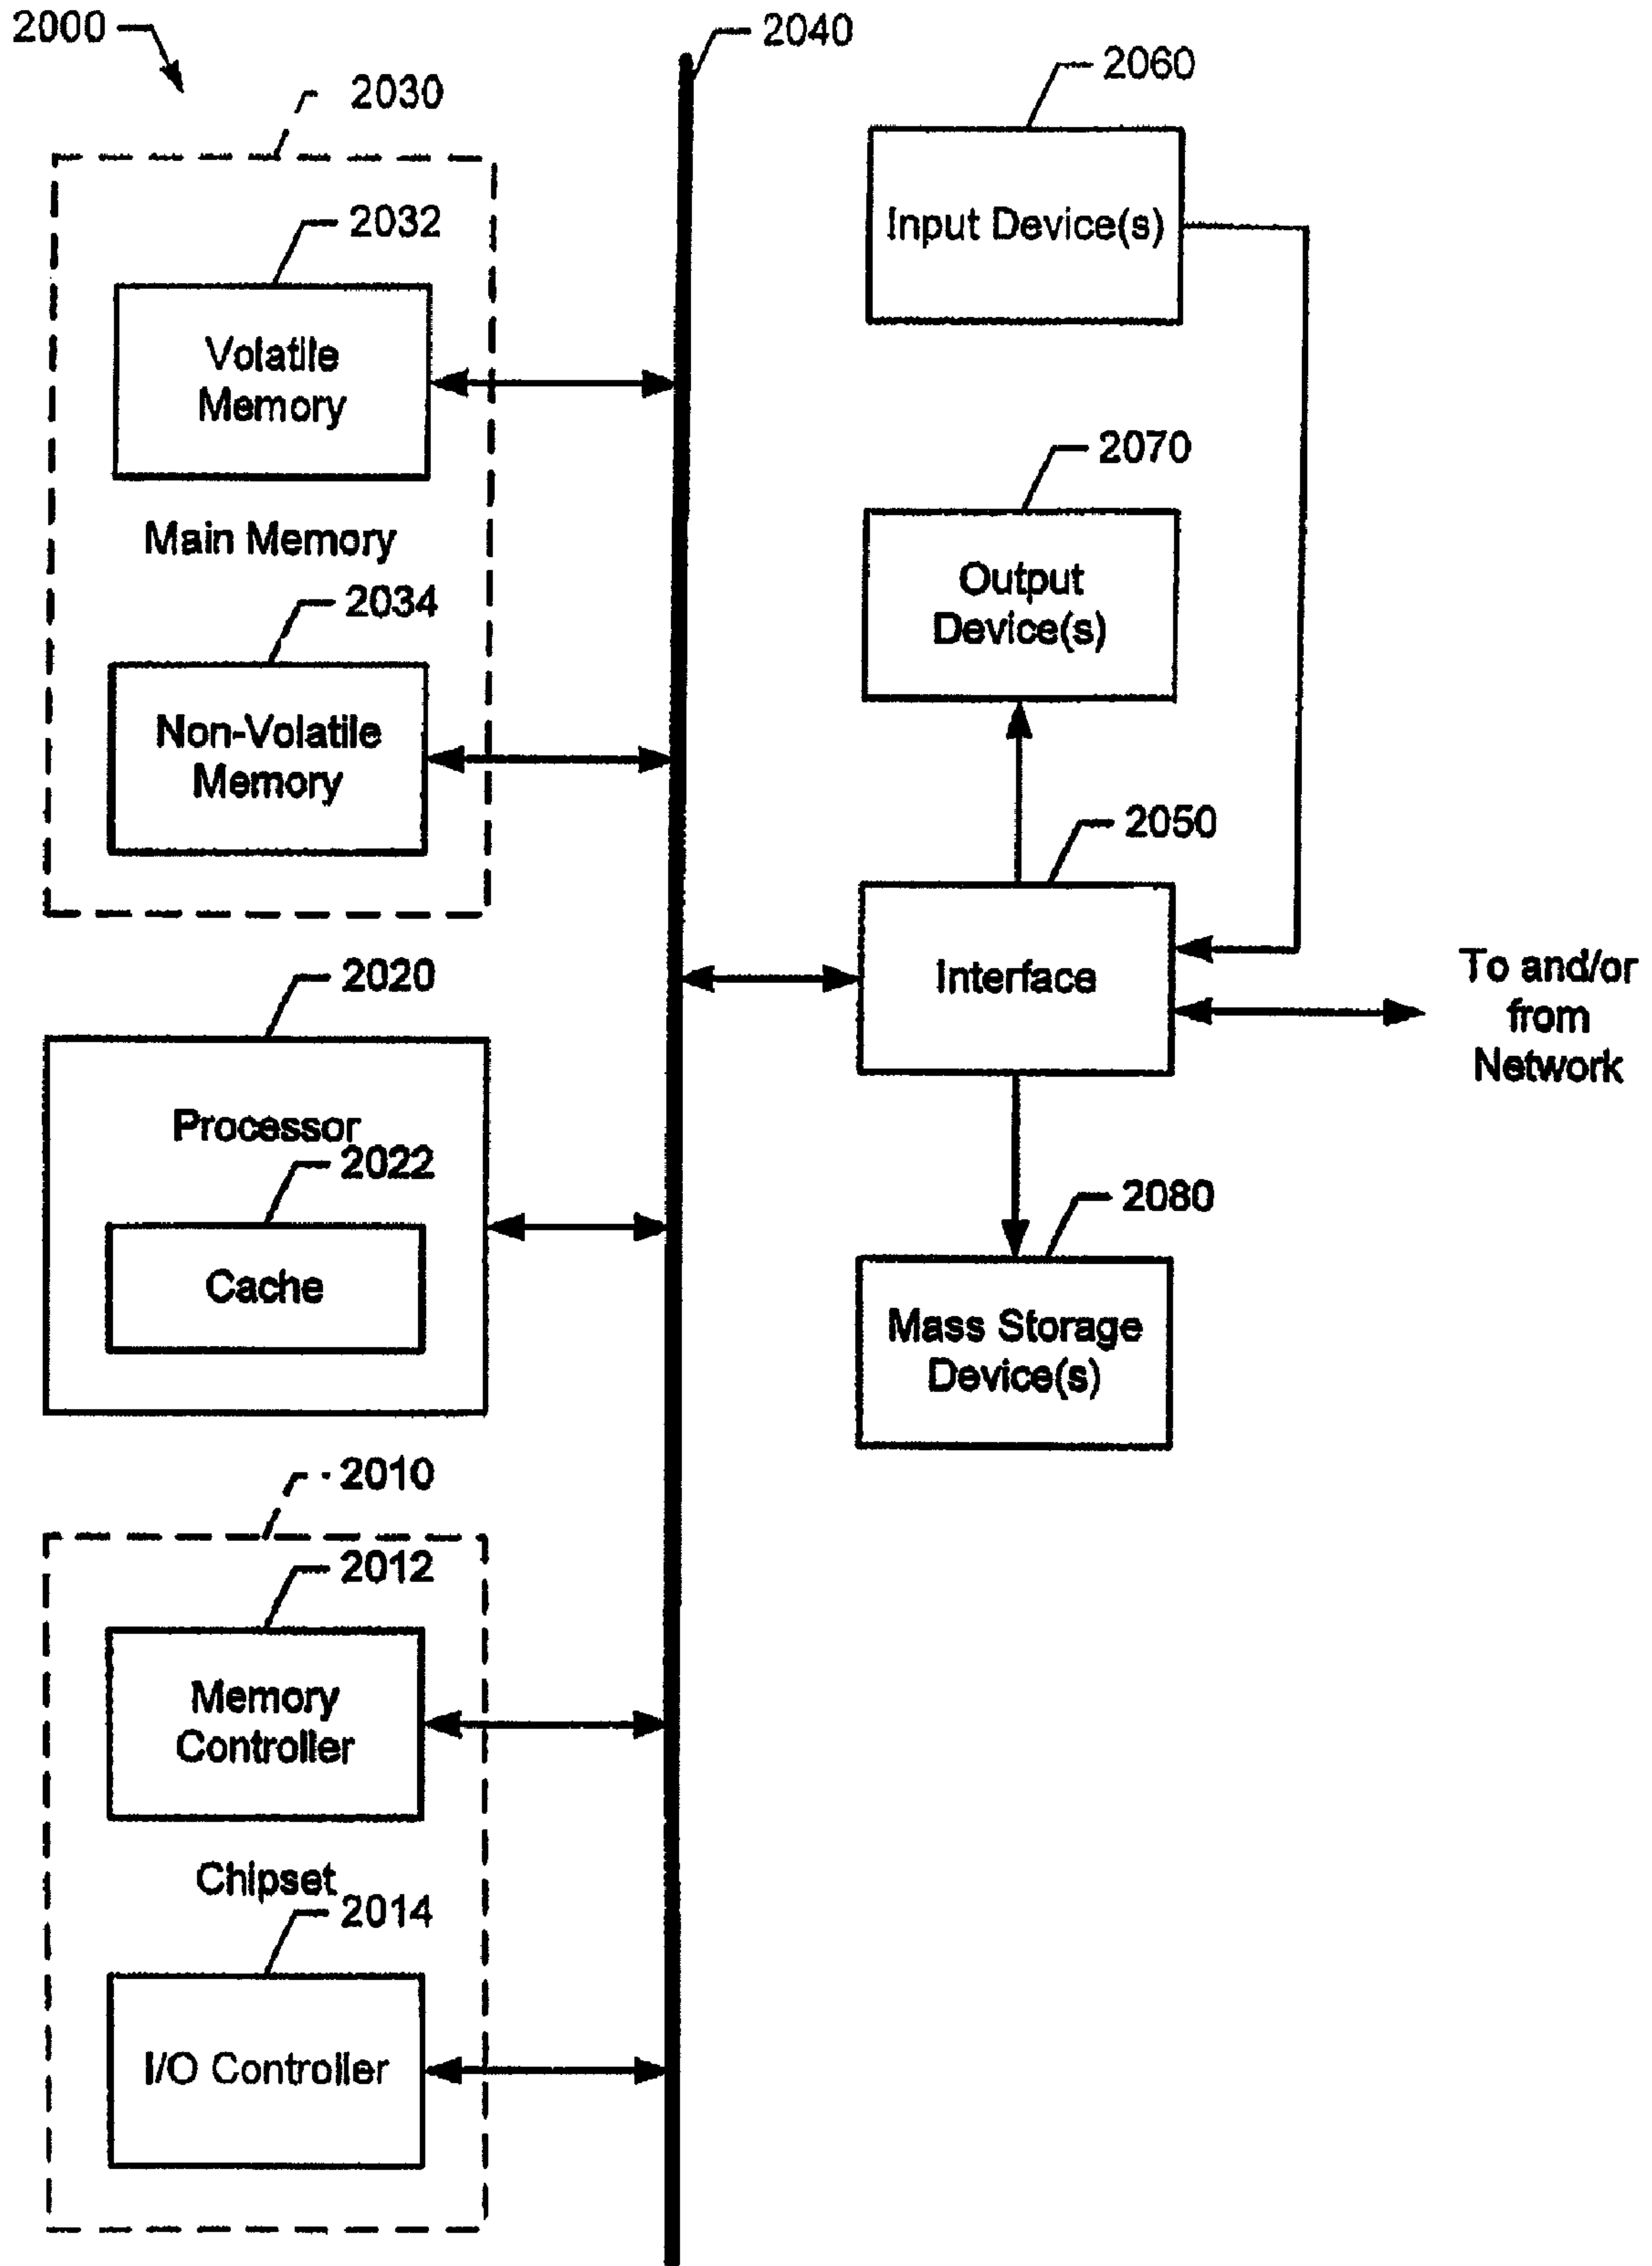 2000
2040
2030
2060
2032
Input Device(s)
Volatile
Memory
2070
Main Memory
Output
Device(s)
2034
Non-Volatile
Memory
2050
2020
Interface
To and/or
from
Network
Processor
2022
2080
Cache
Mass Storage
Device(s)
2010
2012
Memory
Controller
Chipset
2014
I/O Controller